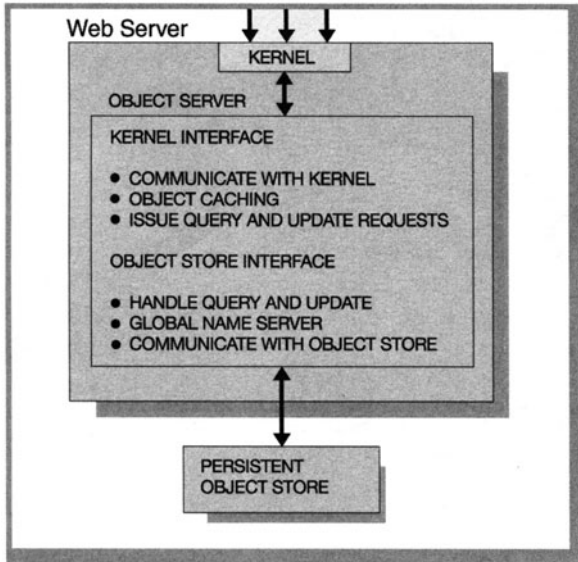 Web Server
KERNEL
OBJECT SERVER
KERNEL INTERFACE
● COMMUNICATE WITH KERNEL
● OBJECT CACHING
● ISSUE QUERY AND UPDATE REQUESTS
OBJECT STORE INTERFACE
● HANDLE QUERY AND UPDATE
● GLOBAL NAME SERVER
● COMMUNICATE WITH OBJECT STORE
PERSISTENT
OBJECT STORE